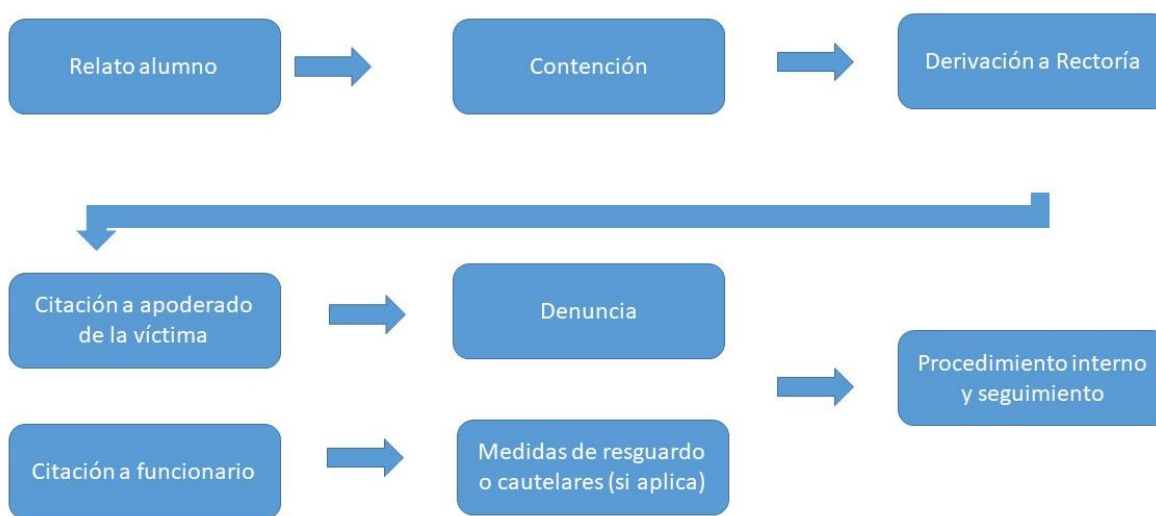 Relato alumno
Contención
Derivación a Rectoría
Citación a apoderado
de la víctima
Denuncia
Procedimiento interno
y seguimiento
Citación a funcionario
Medidas de resguardo
o cautelares (si aplica)